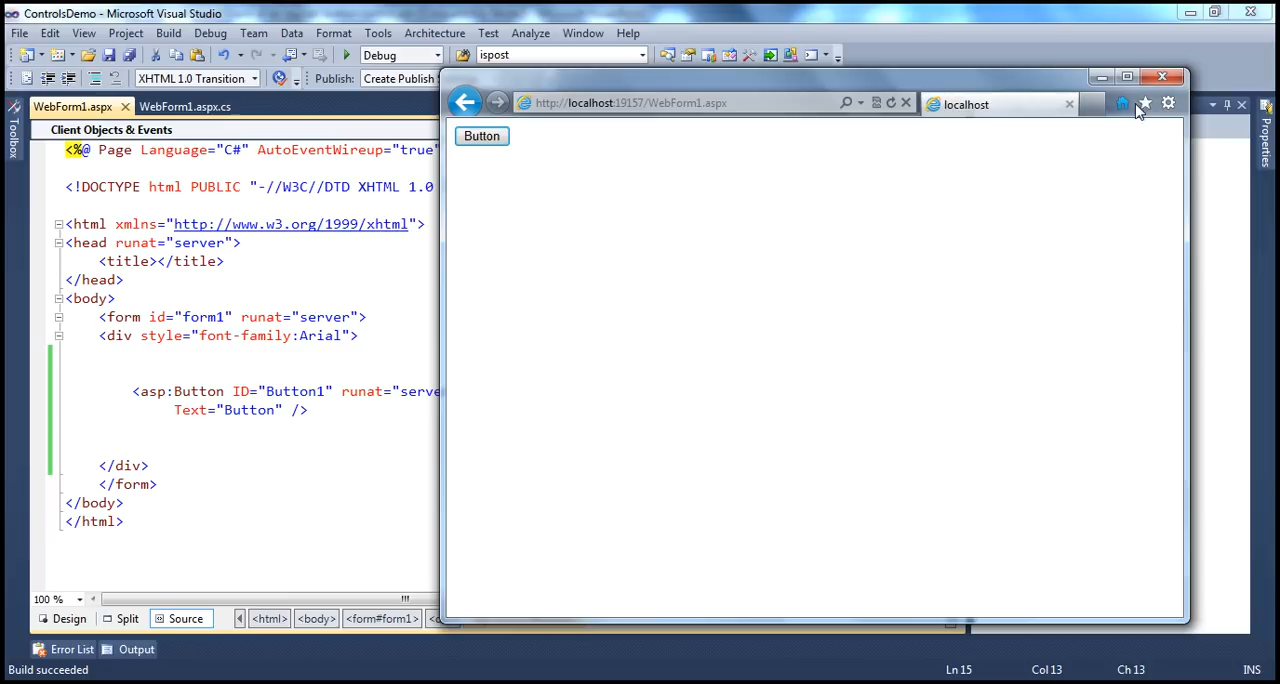 ControlsDemo - Microsoft Visual Studio
File Edit View Project Build Debug Team Data Format Tools Architecture Test Analyze Window Help
Debug ispost
XHTML 1.0 Transition Publish: Create Publish S
WebForm1.aspx WebForm1.aspx.cs
http://localhost:19157/WebForm1.aspx localhost
Toolbox
Properties
Client Objects & Events
Button
<%@ Page Language="C#" AutoEventWireup="true"
<!DOCTYPE html PUBLIC "-//W3C//DTD XHTML 1.0
<html xmlns="http://www.w3.org/1999/xhtml">
<head runat="server">
<title></title>
</head>
<body>
<form id="form1" runat="server">
<div style="font-family:Arial">
<asp:Button ID="Button1" runat="serve
Text="Button" />
</div>
</form>
</body>
</html>
100 %
Design Split Source <html> <body> <form#form1>
Error List Output
Build succeeded Ln 15 Col 13 Ch 13 INS